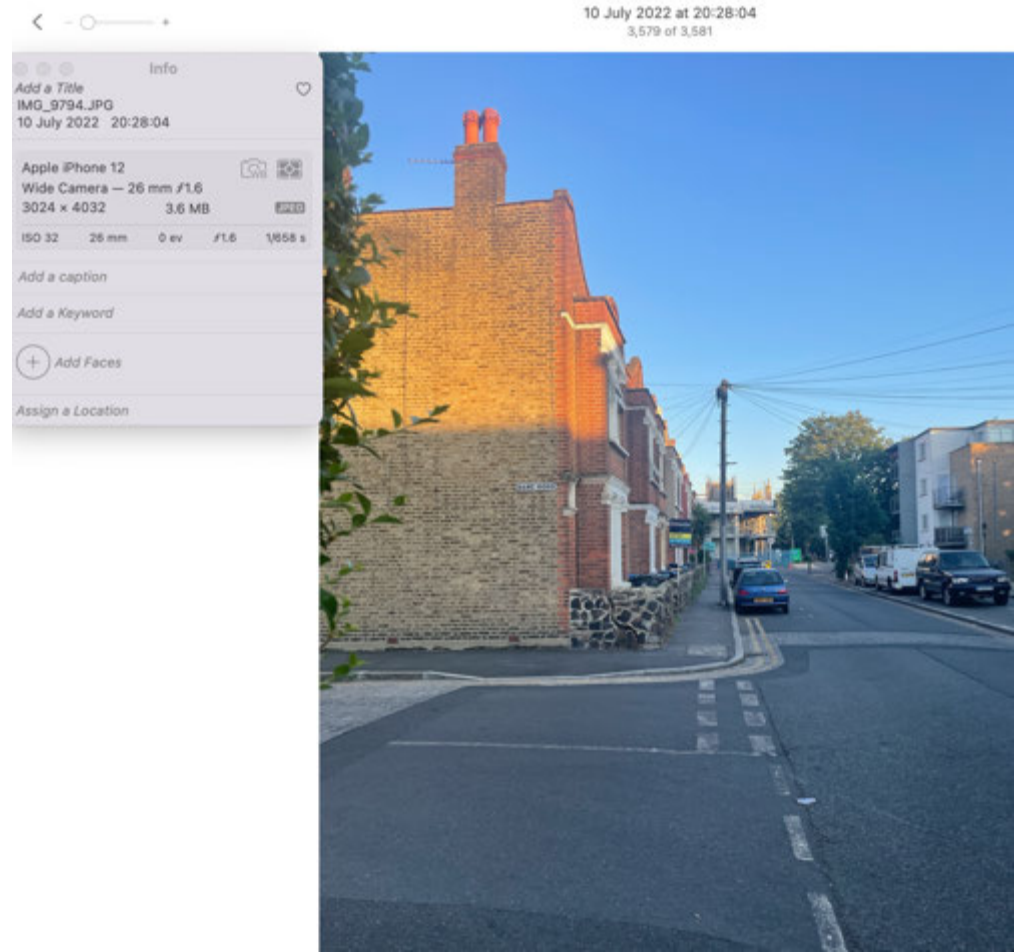 10 July 2022 at 20:28:04
3,579 of 3,581
Info
Add a Title
IMG_9794.JPG
10 July 2022 20:28:04
Apple iPhone 12
Wide Camera — 26 mm ƒ1.6
3024 × 4032 3.6 MB JPEG
ISO 32 26 mm 0 ev ƒ1.6 1/658 s
Add a caption
Add a Keyword
Add Faces
Assign a Location